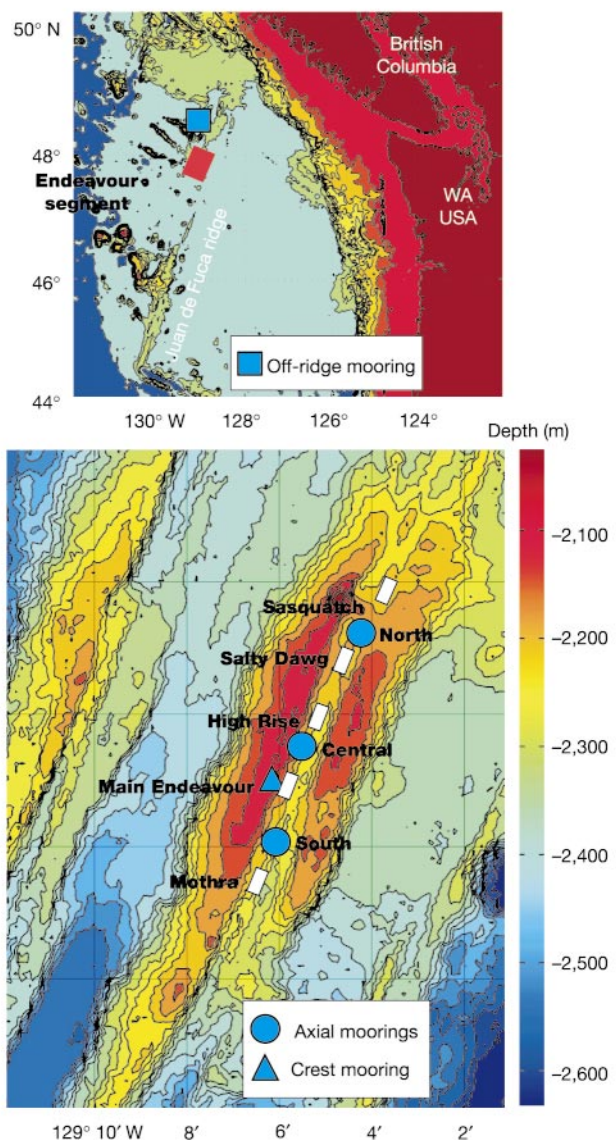 50° N
48°
46°
44°
British
Columbia
WA
USA
Endeavour
segment
Juan de Fuca ridge
Off-ridge mooring
130° W 128° 126° 124°
Depth (m)
−2,100
−2,200
−2,300
−2,400
−2,500
−2,600
Sasquatch
North
Salty Dawg
High Rise
Central
Main Endeavour
South
Mothra
Axial moorings
Crest mooring
129° 10′ W 8′ 6′ 4′ 2′